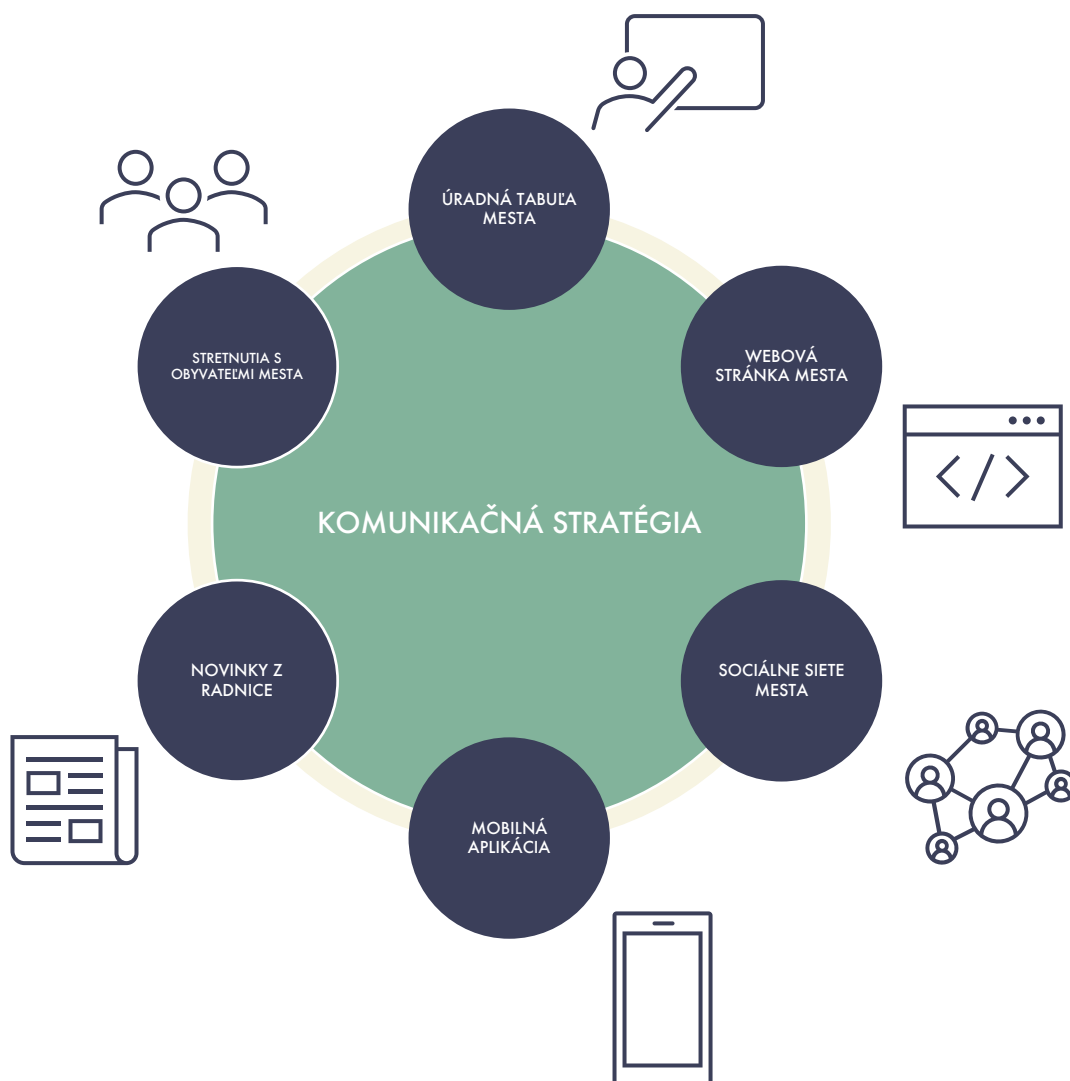 ÚRADNÁ TABUĽA
MESTA
WEBOVÁ
STRÁNKA MESTA
SOCIÁLNE SIETE
MESTA
MOBILNÁ
APLIKÁCIA
NOVINKY Z
RADNICE
STRETNUTIA S
OBYVATEĽMI MESTA
KOMUNIKAČNÁ STRATÉGIA